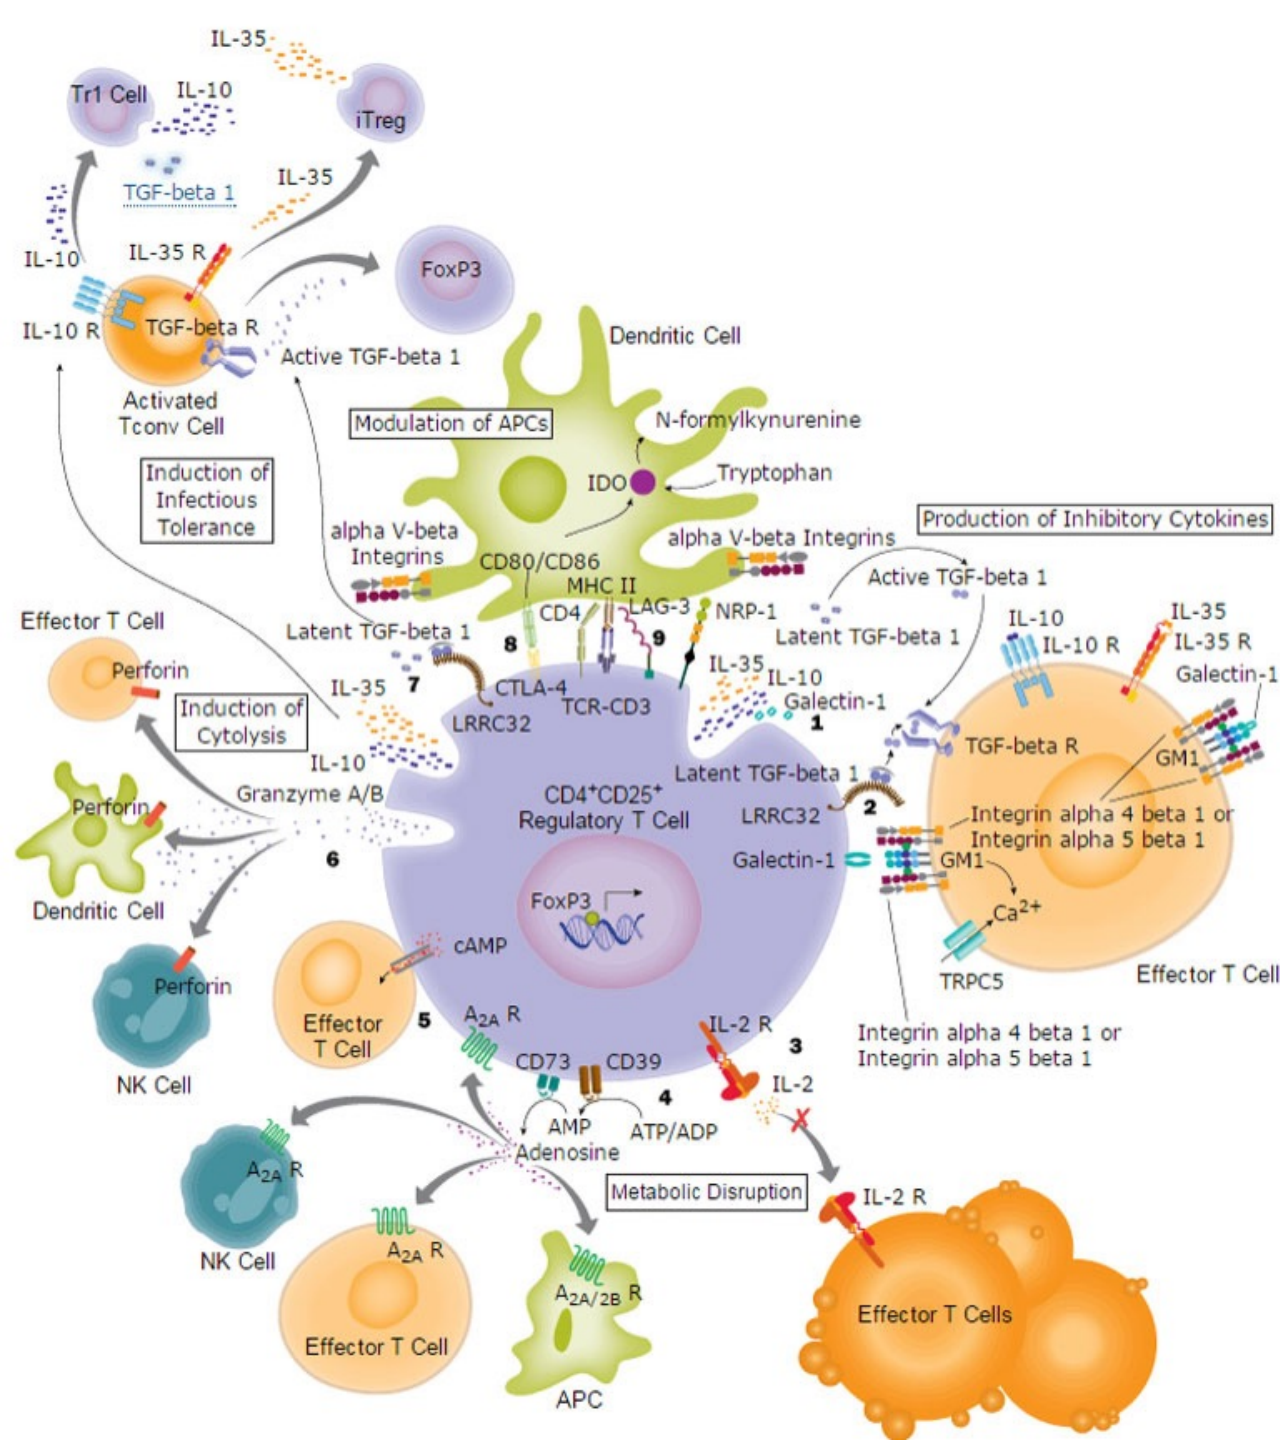 IL-35
Tr1 Cell
IL-10
iTreg
TGF-beta 1
IL-35
IL-10
IL-35 R
FoxP3
IL-10 R
TGF-beta R
Active TGF-beta 1
Activated
Tconv Cell
Dendritic Cell
Modulation of APCs
N-formylkynurenine
IDO
Tryptophan
Induction of
Infectious
Tolerance
alpha V-beta
Integrins
CD80/CD86
MHC II
alpha V-beta Integrins
Production of Inhibitory Cytokines
Active TGF-beta 1
CD4
LAG-3
NRP-1
Latent TGF-beta 1
8
9
Latent TGF-beta 1
IL-10
IL-10 R
IL-35
IL-35 R
Galectin-1
Effector T Cell
Perforin
Induction of
Cytolysis
7
IL-35
CTLA-4
LRRC32
TCR-CD3
IL-35
IL-10
Galectin-1
1
IL-10
Granzyme A/B
TGF-beta R
GM1
Latent TGF-beta 1
2
LRRC32
CD4+CD25+
Regulatory T Cell
Integrin alpha 4 beta 1 or
Integrin alpha 5 beta 1
Perforin
6
Dendritic Cell
Galectin-1
GM1
Ca2+
FoxP3
TRPC5
Effector T Cell
cAMP
Perforin
NK Cell
Effector
T Cell
5
A2A R
Integrin alpha 4 beta 1 or
Integrin alpha 5 beta 1
IL-2 R
3
CD73
CD39
4
IL-2
AMP
ATP/ADP
Adenosine
A2A R
NK Cell
Metabolic Disruption
IL-2 R
A2A R
Effector T Cell
A2A/2B R
APC
Effector T Cells